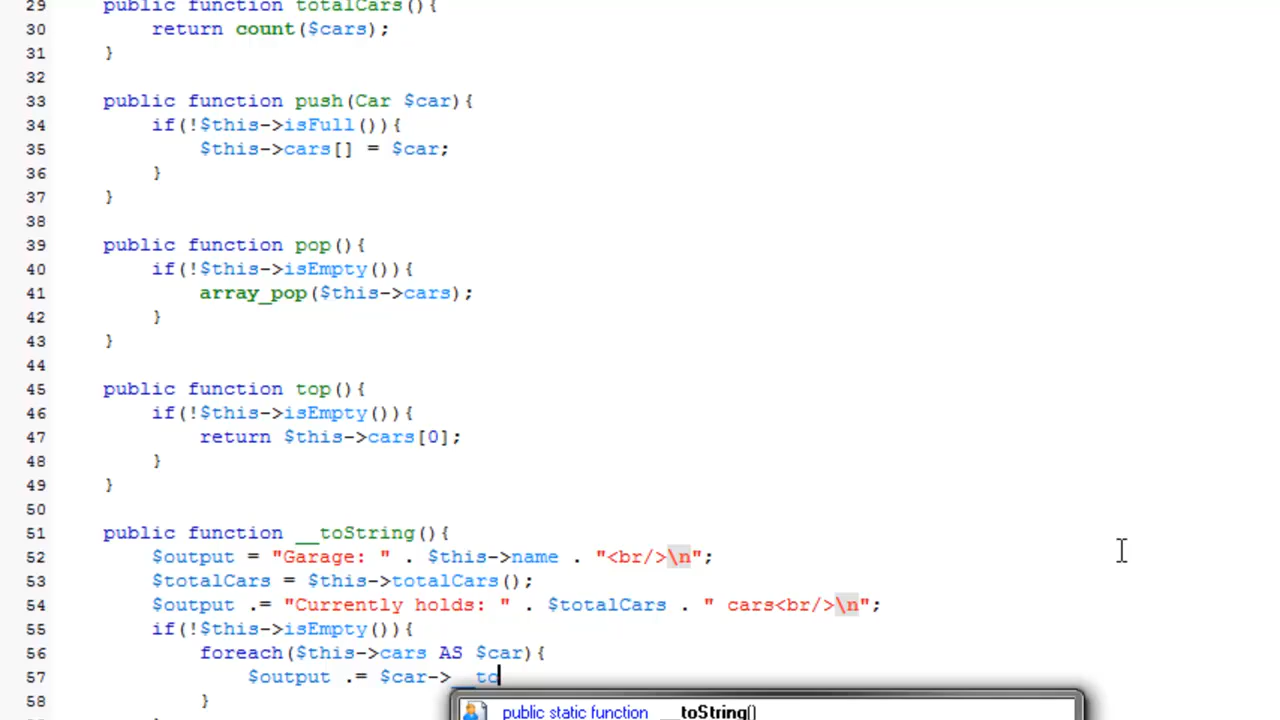 29 public function totalCars(){
30 return count($cars);
31 }
32
33 public function push(Car $car){
34 if(!$this->isFull()){
35 $this->cars[] = $car;
36 }
37 }
38
39 public function pop(){
40 if(!$this->isEmpty()){
41 array_pop($this->cars);
42 }
43 }
44
45 public function top(){
46 if(!$this->isEmpty()){
47 return $this->cars[0];
48 }
49 }
50
51 public function __toString(){
52 $output = "Garage: " . $this->name . "<br/>\n";
53 $totalCars = $this->totalCars();
54 $output .= "Currently holds: " . $totalCars . " cars<br/>\n";
55 if(!$this->isEmpty()){
56 foreach($this->cars AS $car){
57 $output .= $car->__to
58 }
public static function __toString()